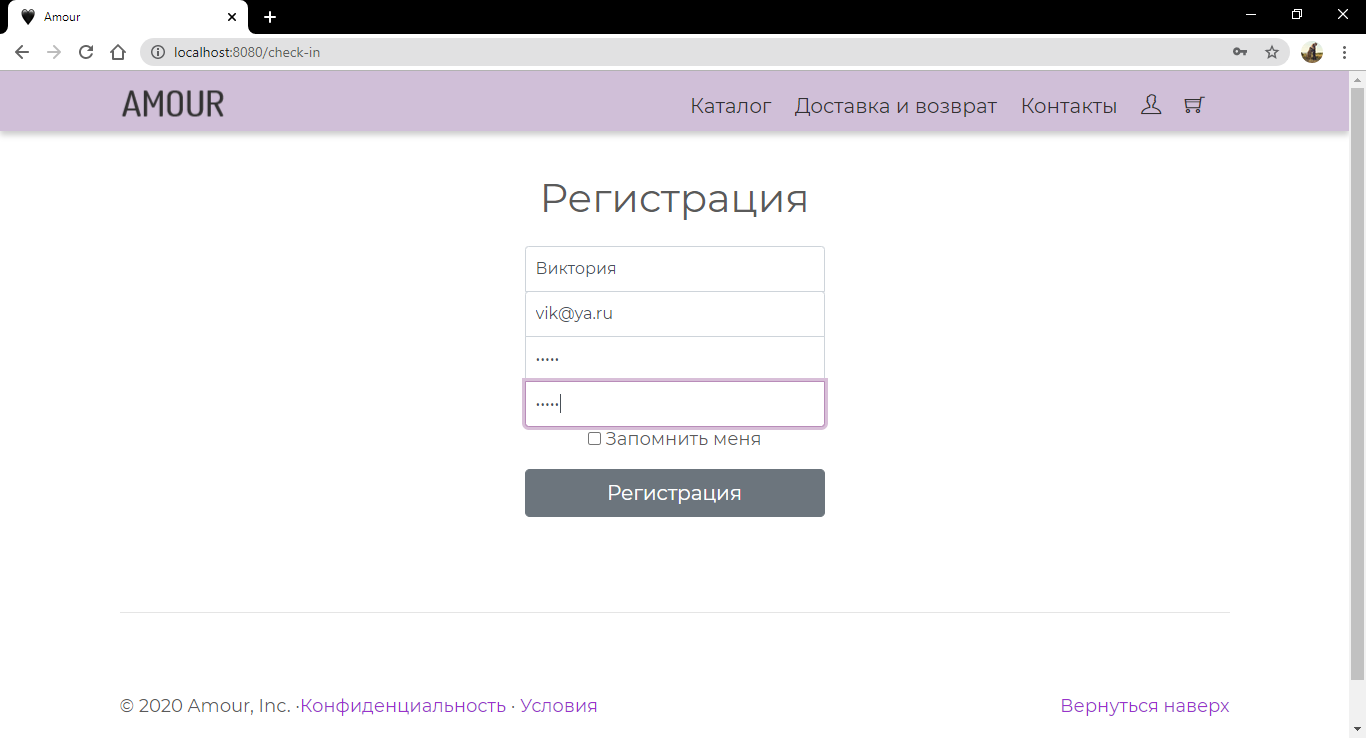 Amour
localhost:8080/check-in
AMOUR
Каталог Доставка и возврат Контакты
Регистрация
Виктория
vik@ya.ru
•••••
•••••
Запомнить меня
Регистрация
© 2020 Amour, Inc. ·Конфиденциальность · Условия
Вернуться наверх